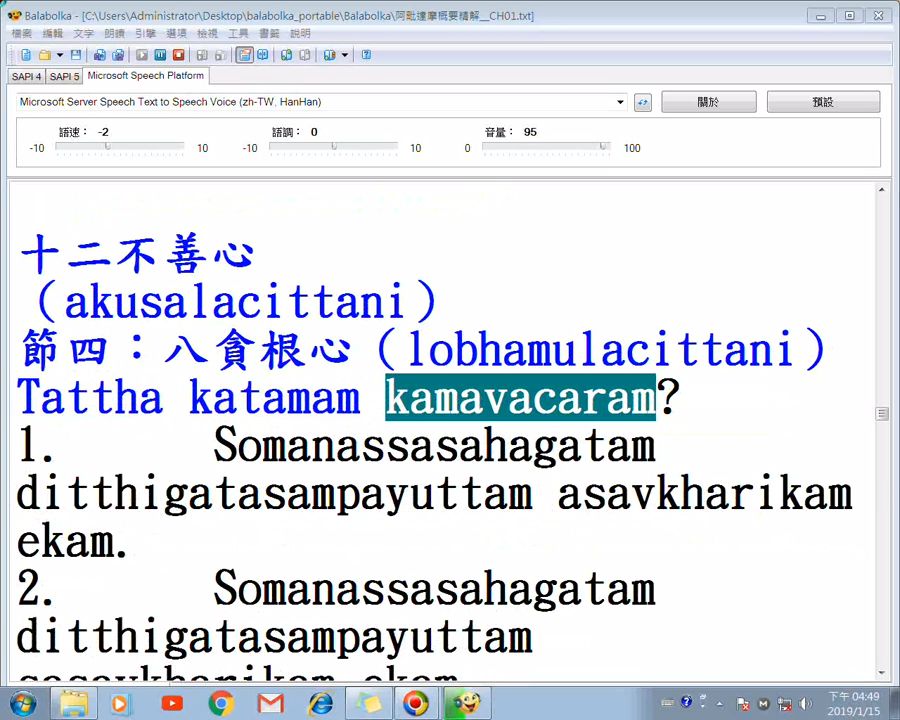 Balabolka - [C:\Users\Administrator\Desktop\balabolka_portable\Balabolka\阿毗達摩概要精解__CH01.txt]
檔案 編輯 文字 朗讀 引擎 選項 檢視 工具 書籤 說明
SAPI 4 SAPI 5 Microsoft Speech Platform
Microsoft Server Speech Text to Speech Voice (zh-TW, HanHan) 關於 預設
語速： -2 語調： 0 音量： 95
-10 10 -10 10 0 100
十二不善心
（akusalacittani）
節四：八貪根心（lobhamulacittani）
Tattha katamam kamavacaram?
1. Somanassasahagatam
ditthigatasampayuttam asavkharikam
ekam.
2. Somanassasahagatam
ditthigatasampayuttam
sasavkharikam ekam.
下午 04:49
2019/1/15